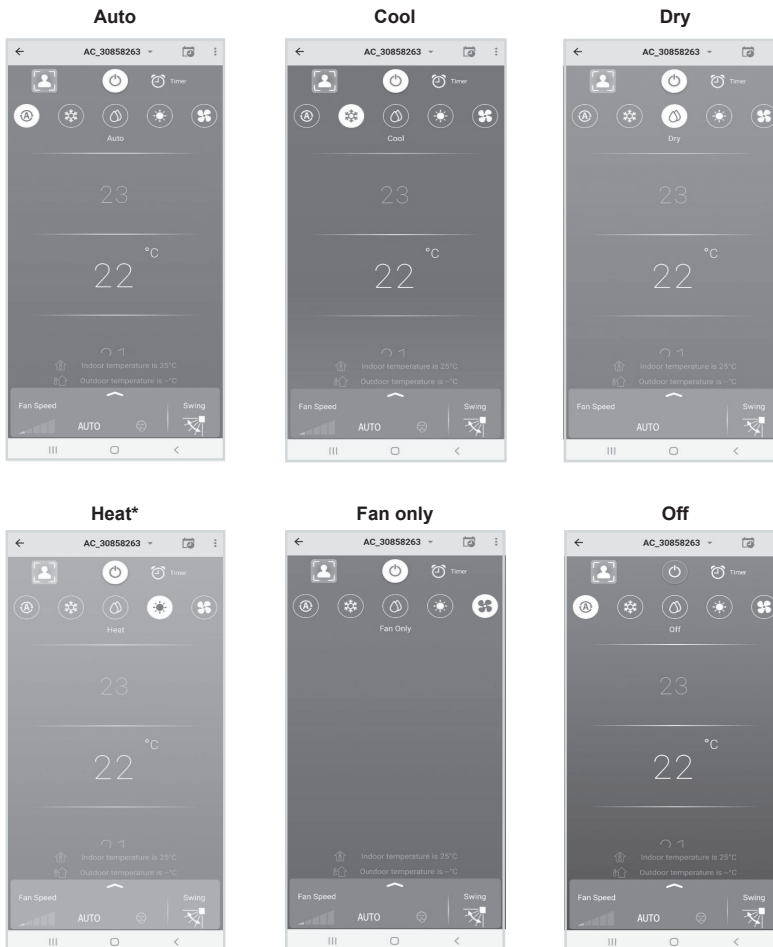 Auto
AC_30858263
Timer
Auto
23
°C
22
21
Indoor temperature is 25°C
Outdoor temperature is --°C
Fan Speed
Swing
AUTO
Cool
AC_30858263
Timer
Cool
23
°C
22
21
Indoor temperature is 25°C
Outdoor temperature is --°C
Fan Speed
Swing
AUTO
Dry
AC_30858263
Timer
Dry
23
°C
22
21
Indoor temperature is 25°C
Outdoor temperature is --°C
Fan Speed
Swing
AUTO
Heat*
AC_30858263
Timer
Heat
23
°C
22
21
Indoor temperature is 25°C
Outdoor temperature is --°C
Fan Speed
Swing
AUTO
Fan only
AC_30858263
Timer
Fan Only
Indoor temperature is 25°C
Outdoor temperature is --°C
Fan Speed
Swing
AUTO
Off
AC_30858263
Timer
Off
23
°C
22
21
Indoor temperature is 25°C
Outdoor temperature is --°C
Fan Speed
Swing
AUTO